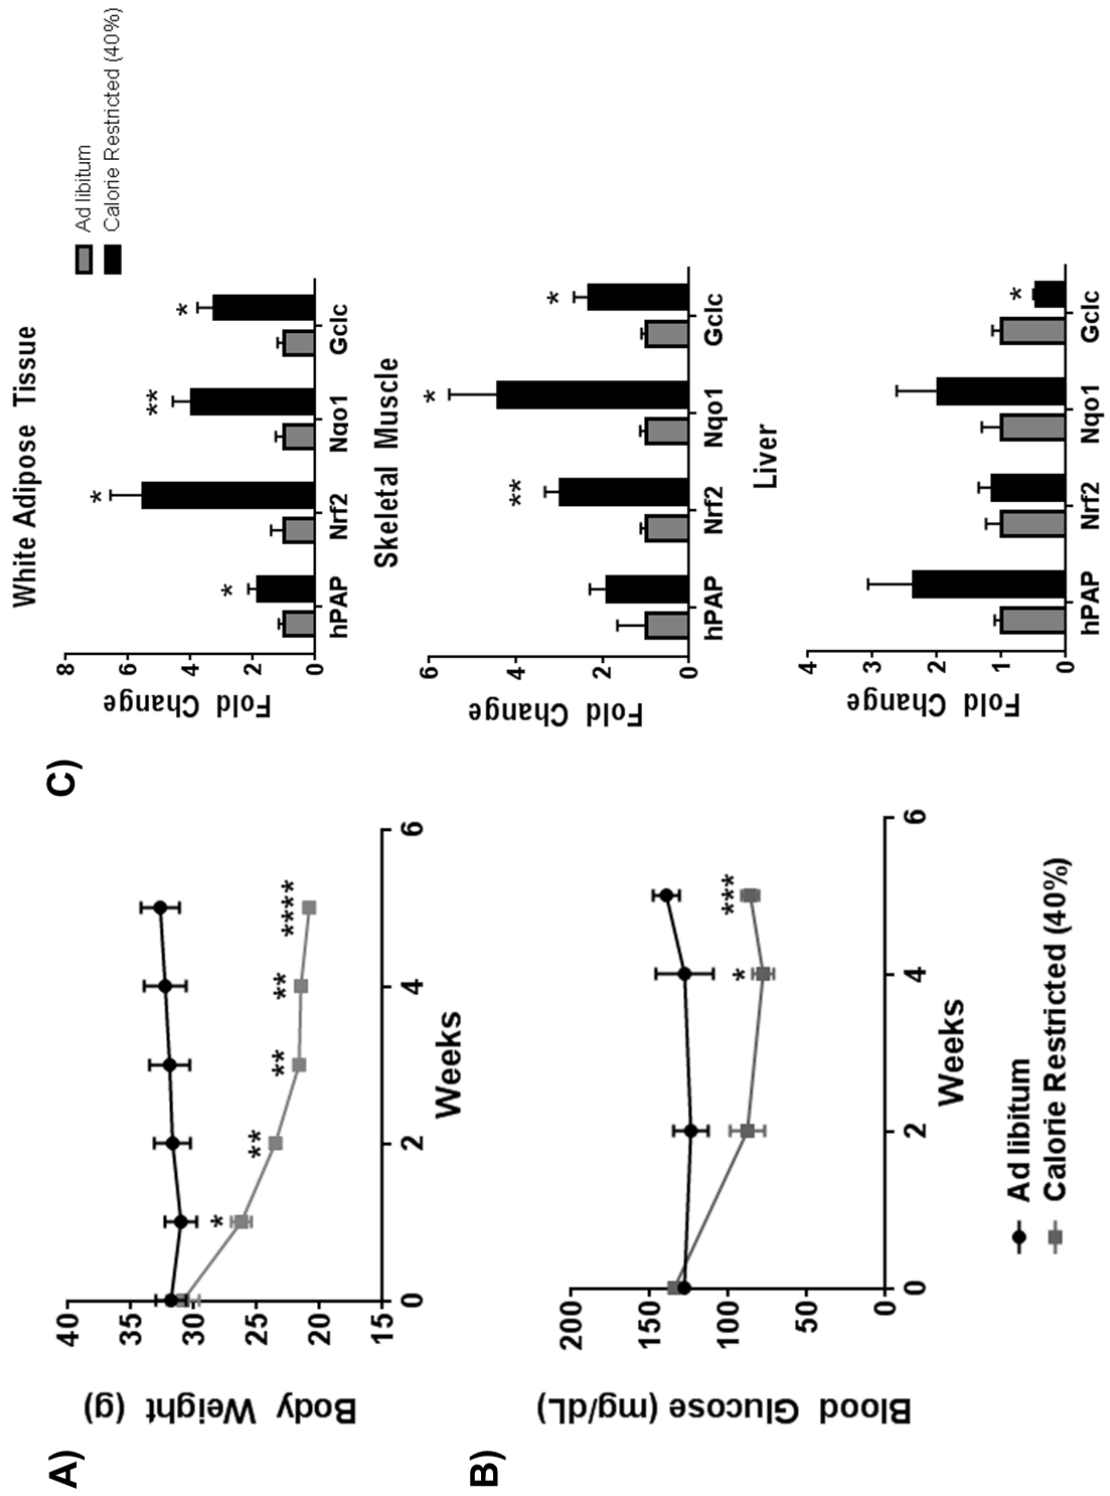 A)
Body Weight (g)
40
35
30
25
20
15
*
**
**
**
****
0
2
4
6
Weeks
B)
Blood Glucose (mg/dL)
200
150
100
50
0
*
***
0
2
4
6
Weeks
Ad libitum
Calorie Restricted (40%)
C)
White Adipose Tissue
Ad libitum
Calorie Restricted (40%)
Fold Change
8
6
4
2
0
*
*
**
*
hPAP
Nrf2
Nqo1
Gclc
Skeletal Muscle
Fold Change
6
4
2
0
**
*
*
hPAP
Nrf2
Nqo1
Gclc
Liver
Fold Change
4
3
2
1
0
*
hPAP
Nrf2
Nqo1
Gclc